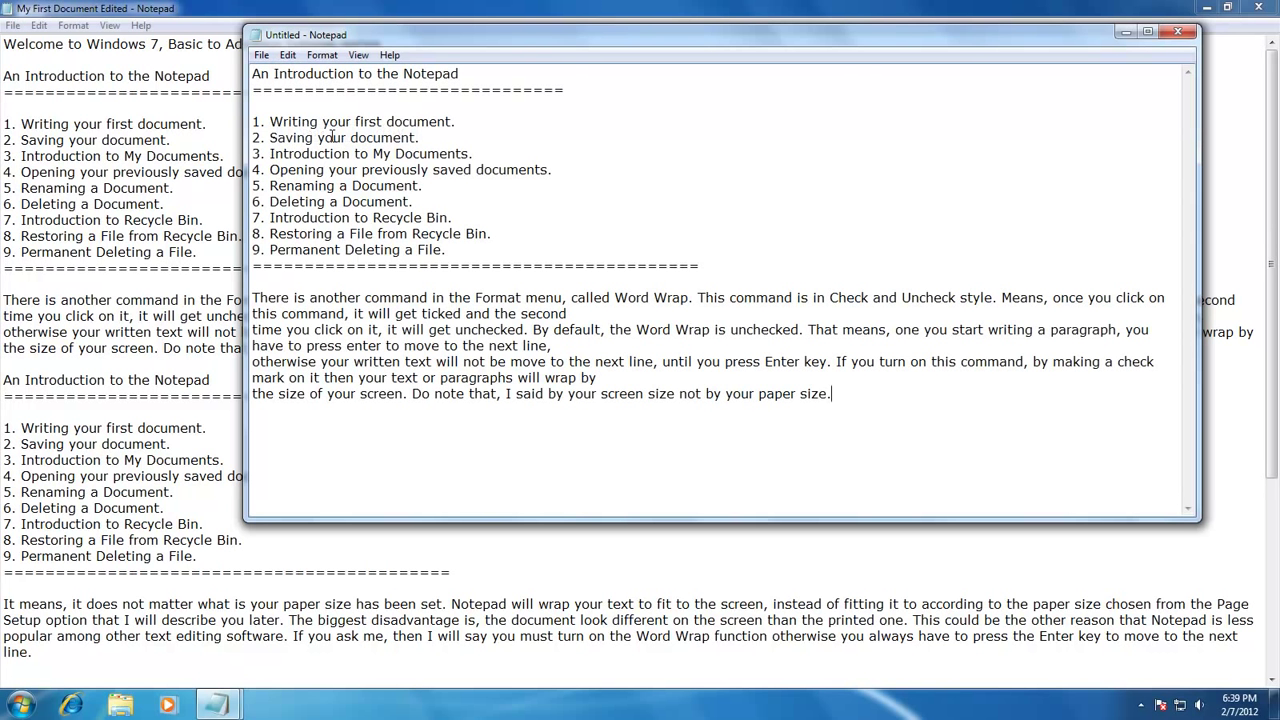 My First Document Edited - Notepad
File Edit Format View Help
Welcome to Windows 7, Basic to Ad
An Introduction to the Notepad
=============================
1. Writing your first document.
2. Saving your document.
3. Introduction to My Documents.
4. Opening your previously saved do
5. Renaming a Document.
6. Deleting a Document.
7. Introduction to Recycle Bin.
8. Restoring a File from Recycle Bin.
9. Permanent Deleting a File.
=============================
There is another command in the Fo
time you click on it, it will get unche
otherwise your written text will not
the size of your screen. Do note that
econd
wrap by
An Introduction to the Notepad
=============================
1. Writing your first document.
2. Saving your document.
3. Introduction to My Documents.
4. Opening your previously saved do
5. Renaming a Document.
6. Deleting a Document.
7. Introduction to Recycle Bin.
8. Restoring a File from Recycle Bin.
9. Permanent Deleting a File.
===========================================
It means, it does not matter what is your paper size has been set. Notepad will wrap your text to fit to the screen, instead of fitting it to according to the paper size chosen from the Page
Setup option that I will describe you later. The biggest disadvantage is, the document look different on the screen than the printed one. This could be the other reason that Notepad is less
popular among other text editing software. If you ask me, then I will say you must turn on the Word Wrap function otherwise you always have to press the Enter key to move to the next
line.
Untitled - Notepad
File Edit Format View Help
An Introduction to the Notepad
==============================
1. Writing your first document.
2. Saving your document.
3. Introduction to My Documents.
4. Opening your previously saved documents.
5. Renaming a Document.
6. Deleting a Document.
7. Introduction to Recycle Bin.
8. Restoring a File from Recycle Bin.
9. Permanent Deleting a File.
===========================================
There is another command in the Format menu, called Word Wrap. This command is in Check and Uncheck style. Means, once you click on
this command, it will get ticked and the second
time you click on it, it will get unchecked. By default, the Word Wrap is unchecked. That means, one you start writing a paragraph, you
have to press enter to move to the next line,
otherwise your written text will not be move to the next line, until you press Enter key. If you turn on this command, by making a check
mark on it then your text or paragraphs will wrap by
the size of your screen. Do note that, I said by your screen size not by your paper size.
6:39 PM
2/7/2012